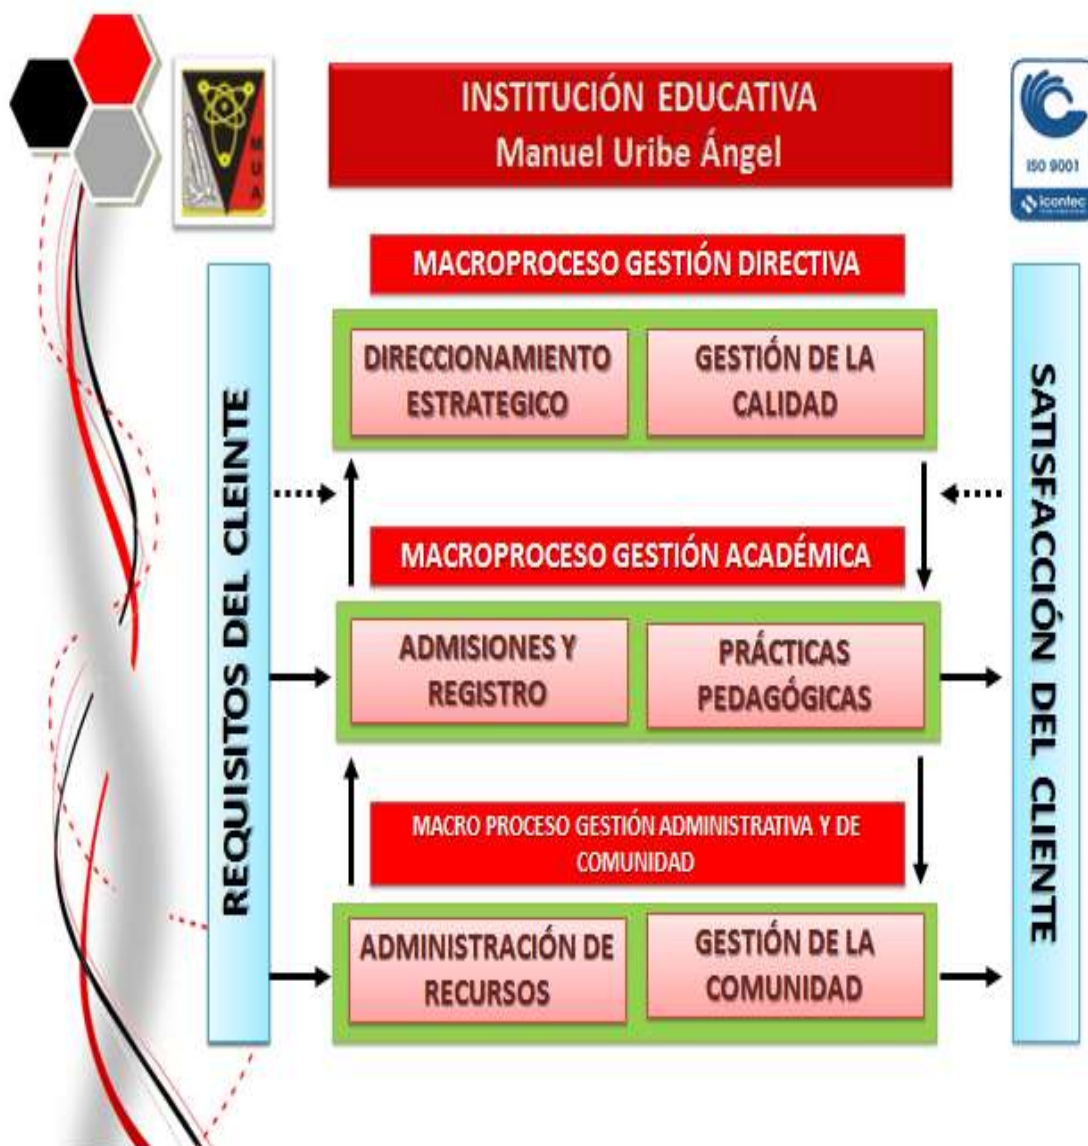 INSTITUCIÓN EDUCATIVA
Manuel Uribe Ángel
MUA
ISO 9001
icontec
REQUISITOS DEL CLEINTE
MACROPROCESO GESTIÓN DIRECTIVA
DIRECCIONAMIENTO
ESTRATEGICO
GESTIÓN DE LA
CALIDAD
MACROPROCESO GESTIÓN ACADÉMICA
ADMISIONES Y
REGISTRO
PRÁCTICAS
PEDAGÓGICAS
MACRO PROCESO GESTIÓN ADMINISTRATIVA Y DE
COMUNIDAD
ADMINISTRACIÓN DE
RECURSOS
GESTIÓN DE LA
COMUNIDAD
SATISFACCIÓN DEL CLIENTE